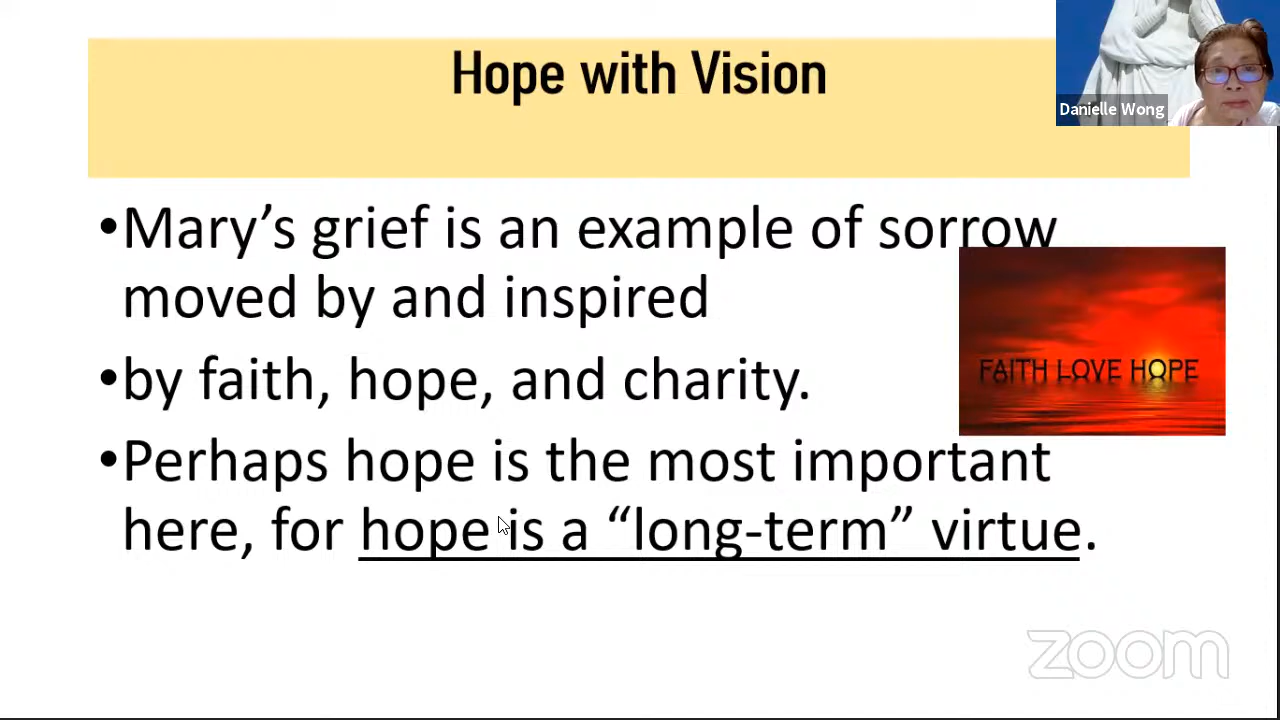 Hope with Vision
Danielle Wong
•Mary’s grief is an example of sorrow
moved by and inspired
•by faith, hope, and charity.
FAITH LOVE HOPE
•Perhaps hope is the most important
here, for hope is a “long-term” virtue.
zoom